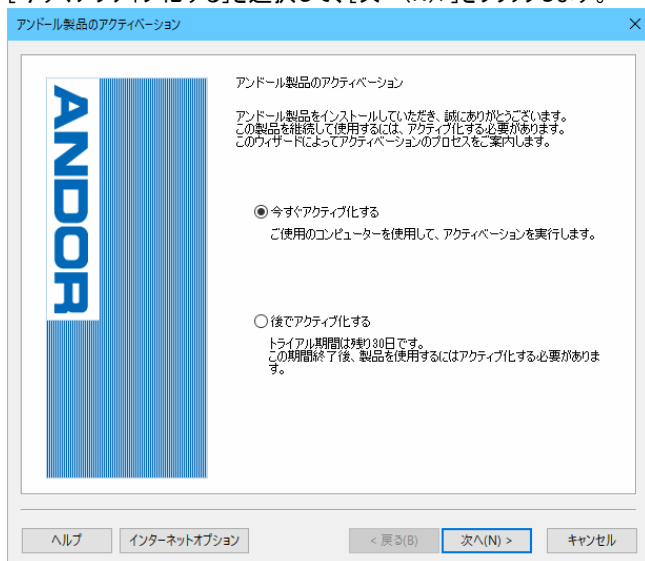 アンドール製品のアクティベーション
ANDOR
アンドール製品のアクティベーション
アンドール製品をインストールしていただき、誠にありがとうございます。
この製品を継続して使用するには、アクティブ化する必要があります。
このウィザードによってアクティベーションのプロセスをご案内します。
今すぐアクティブ化する
ご使用のコンピューターを使用して、アクティベーションを実行します。
後でアクティブ化する
トライアル期間は残り30日です。
この期間終了後、製品を使用するにはアクティブ化する必要がありま
す。
ヘルプ
インターネットオプション
< 戻る(B)
次へ(N) >
キャンセル